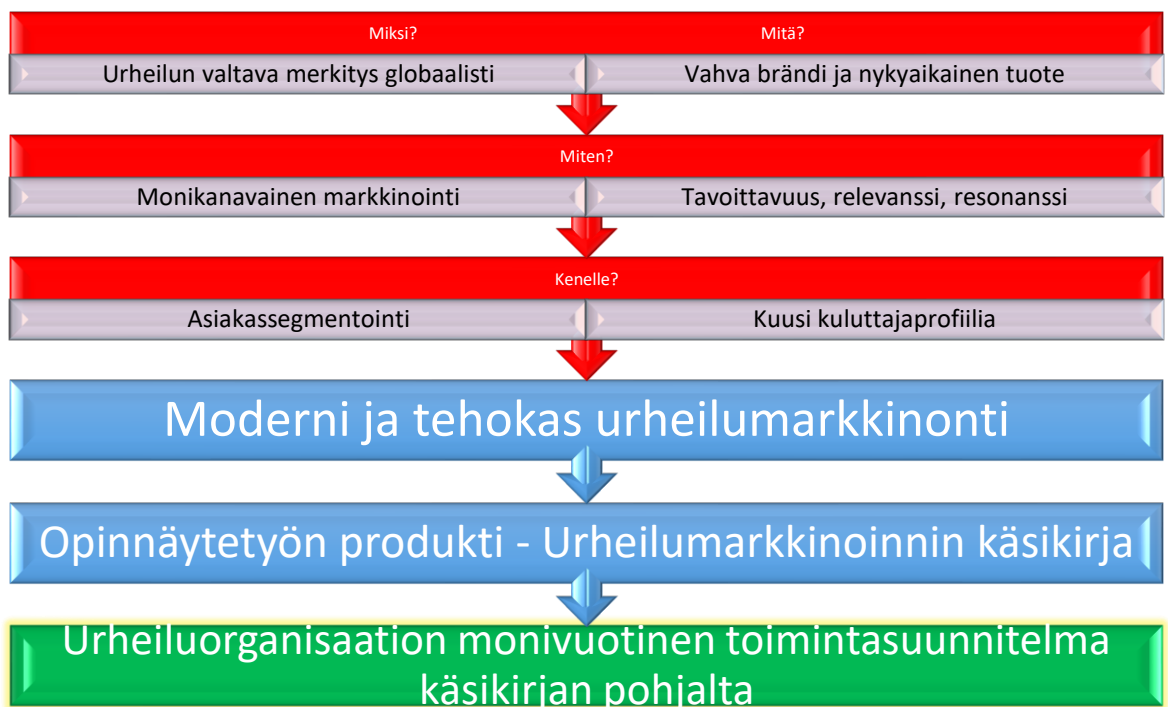 Miksi? Mitä?
Urheilun valtava merkitys globaalisti Vahva brändi ja nykyaikainen tuote
Miten?
Monikanavainen markkinointi Tavoittavuus, relevanssi, resonanssi
Kenelle?
Asiakassegmentointi Kuusi kuluttajaprofiilia
Moderni ja tehokas urheilumarkkinonti
Opinnäytetyön produkti - Urheilumarkkinoinnin käsikirja
Urheiluorganisaation monivuotinen toimintasuunnitelma
käsikirjan pohjalta